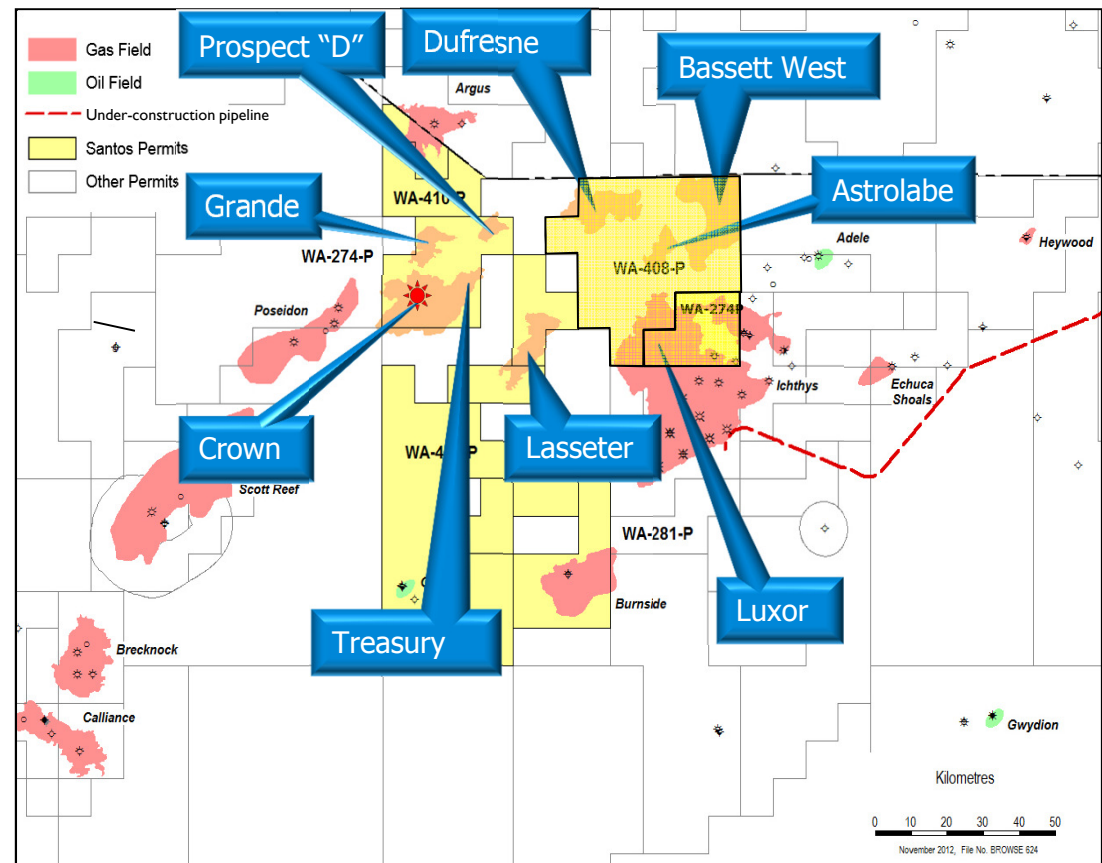 Gas Field
Oil Field
Under-construction pipeline
Santos Permits
Other Permits
Prospect “D”
Dufresne
Bassett West
Argus
WA-410-P
Grande
Astrolabe
Adele
Heywood
WA-274-P
WA-408-P
WA-274P
Poseidon
Ichthys
Echuca
Shoals
Crown
Lasseter
Scott Reef
WA-281-P
Burnside
Luxor
Treasury
Brecknock
Calliance
Gwydion
Kilometres
0 10 20 30 40 50
November 2012, File No. BROWSE 624